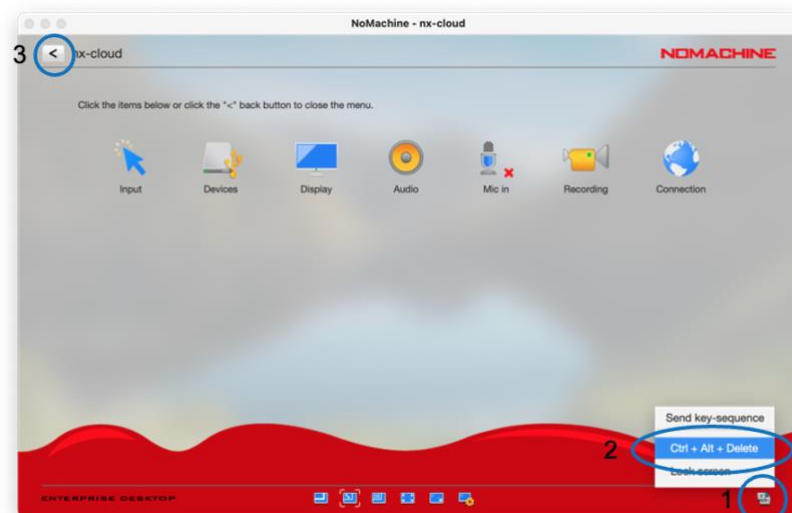 NoMachine - nx-cloud
3 < nx-cloud
NOMACHINE
Click the items below or click the "<" back button to close the menu.
Input Devices Display Audio Mic in Recording Connection
Send key-sequence
2 Ctrl + Alt + Delete
Lock screen
ENTERPRISE DESKTOP
1